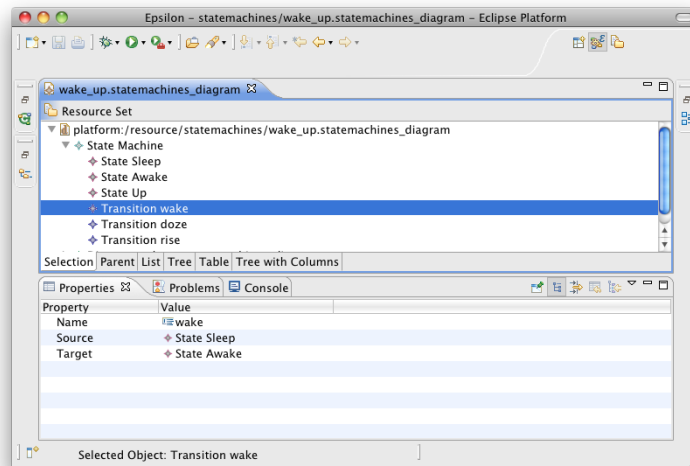 Epsilon - statemachines/wake_up.statemachines_diagram - Eclipse Platform
wake_up.statemachines_diagram
Resource Set
platform:/resource/statemachines/wake_up.statemachines_diagram
State Machine
State Sleep
State Awake
State Up
Transition wake
Transition doze
Transition rise
Selection Parent List Tree Table Tree with Columns
Properties Problems Console
Property Value
Name wake
Source State Sleep
Target State Awake
Selected Object: Transition wake